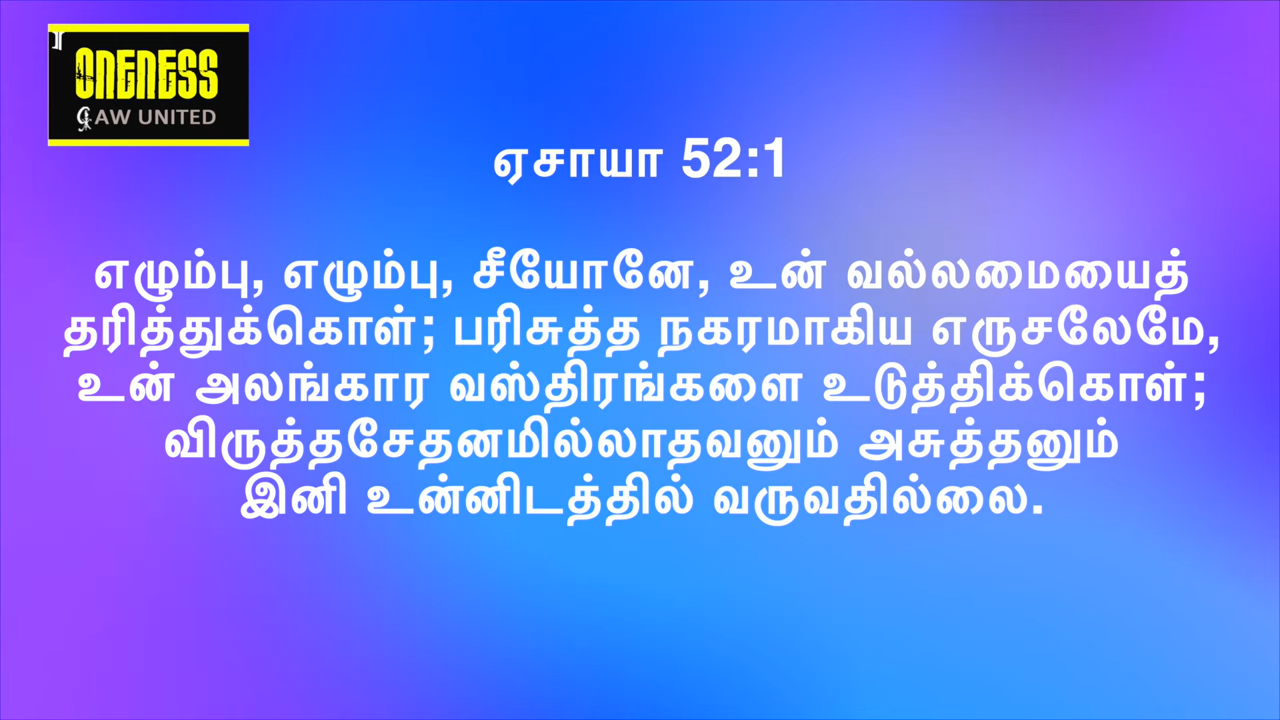 ONENESS
AW UNITED
ஏசாயா 52:1
எழும்பு, எழும்பு, சீயோனே, உன் வல்லமையைத்
தரித்துக்கொள்; பரிசுத்த நகரமாகிய எருசலேமே,
உன் அலங்கார வஸ்திரங்களை உடுத்திக்கொள்;
விருத்தசேதனமில்லாதவனும் அசுத்தனும்
இனி உன்னிடத்தில் வருவதில்லை.